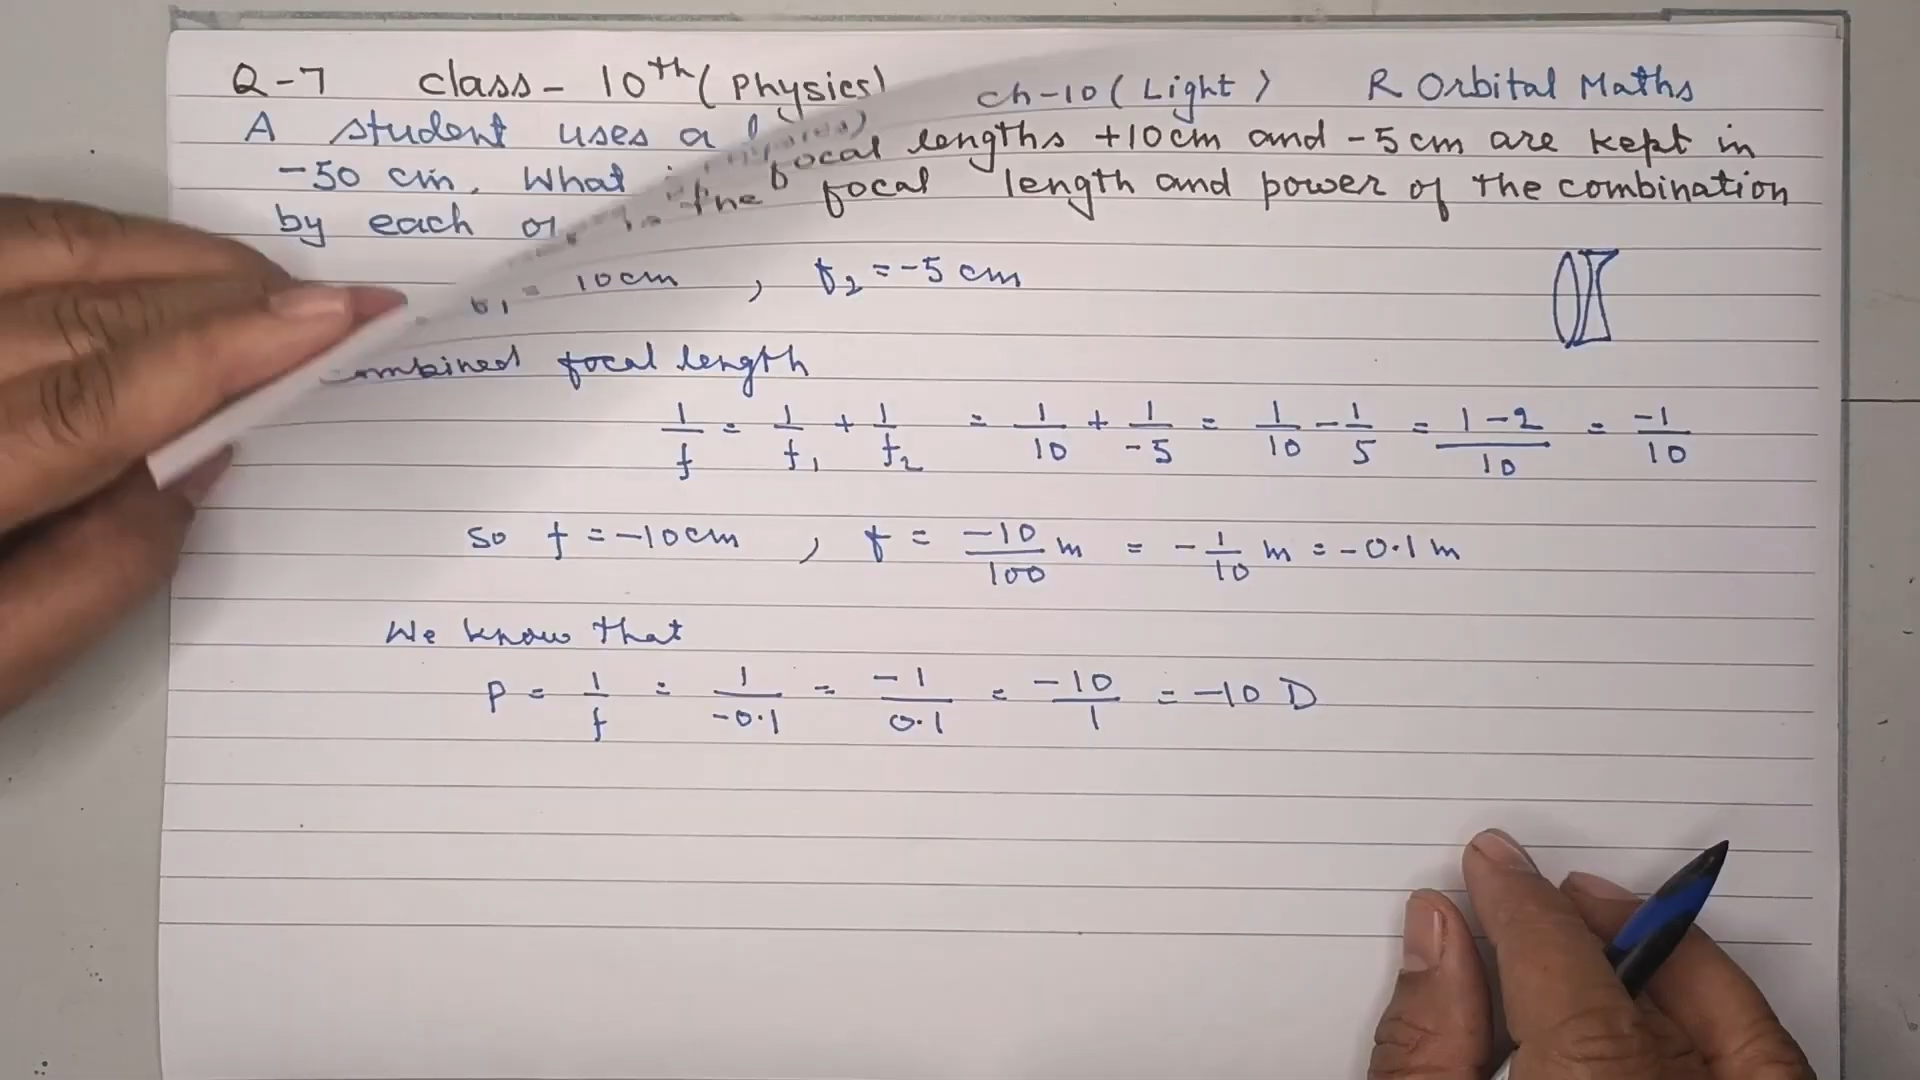 Q-7 Class- 10th (Physics) Ch-10 (Light) R Orbital Maths
A student uses a focal lengths +10cm and -5cm are kept in
-50 cm. What the focal length and power of the combination
by each
f₁ = 10cm , f₂ = -5 cm
focal length
1/f = 1/f₁ + 1/f₂ = 1/10 + 1/-5 = 1/10 - 1/5 = 1-2/10 = -1/10
so f = -10cm , f = -10/100 m = -1/10 m = -0.1 m
We know that
P = 1/f = 1/-0.1 = -1/0.1 = -10/1 = -10 D